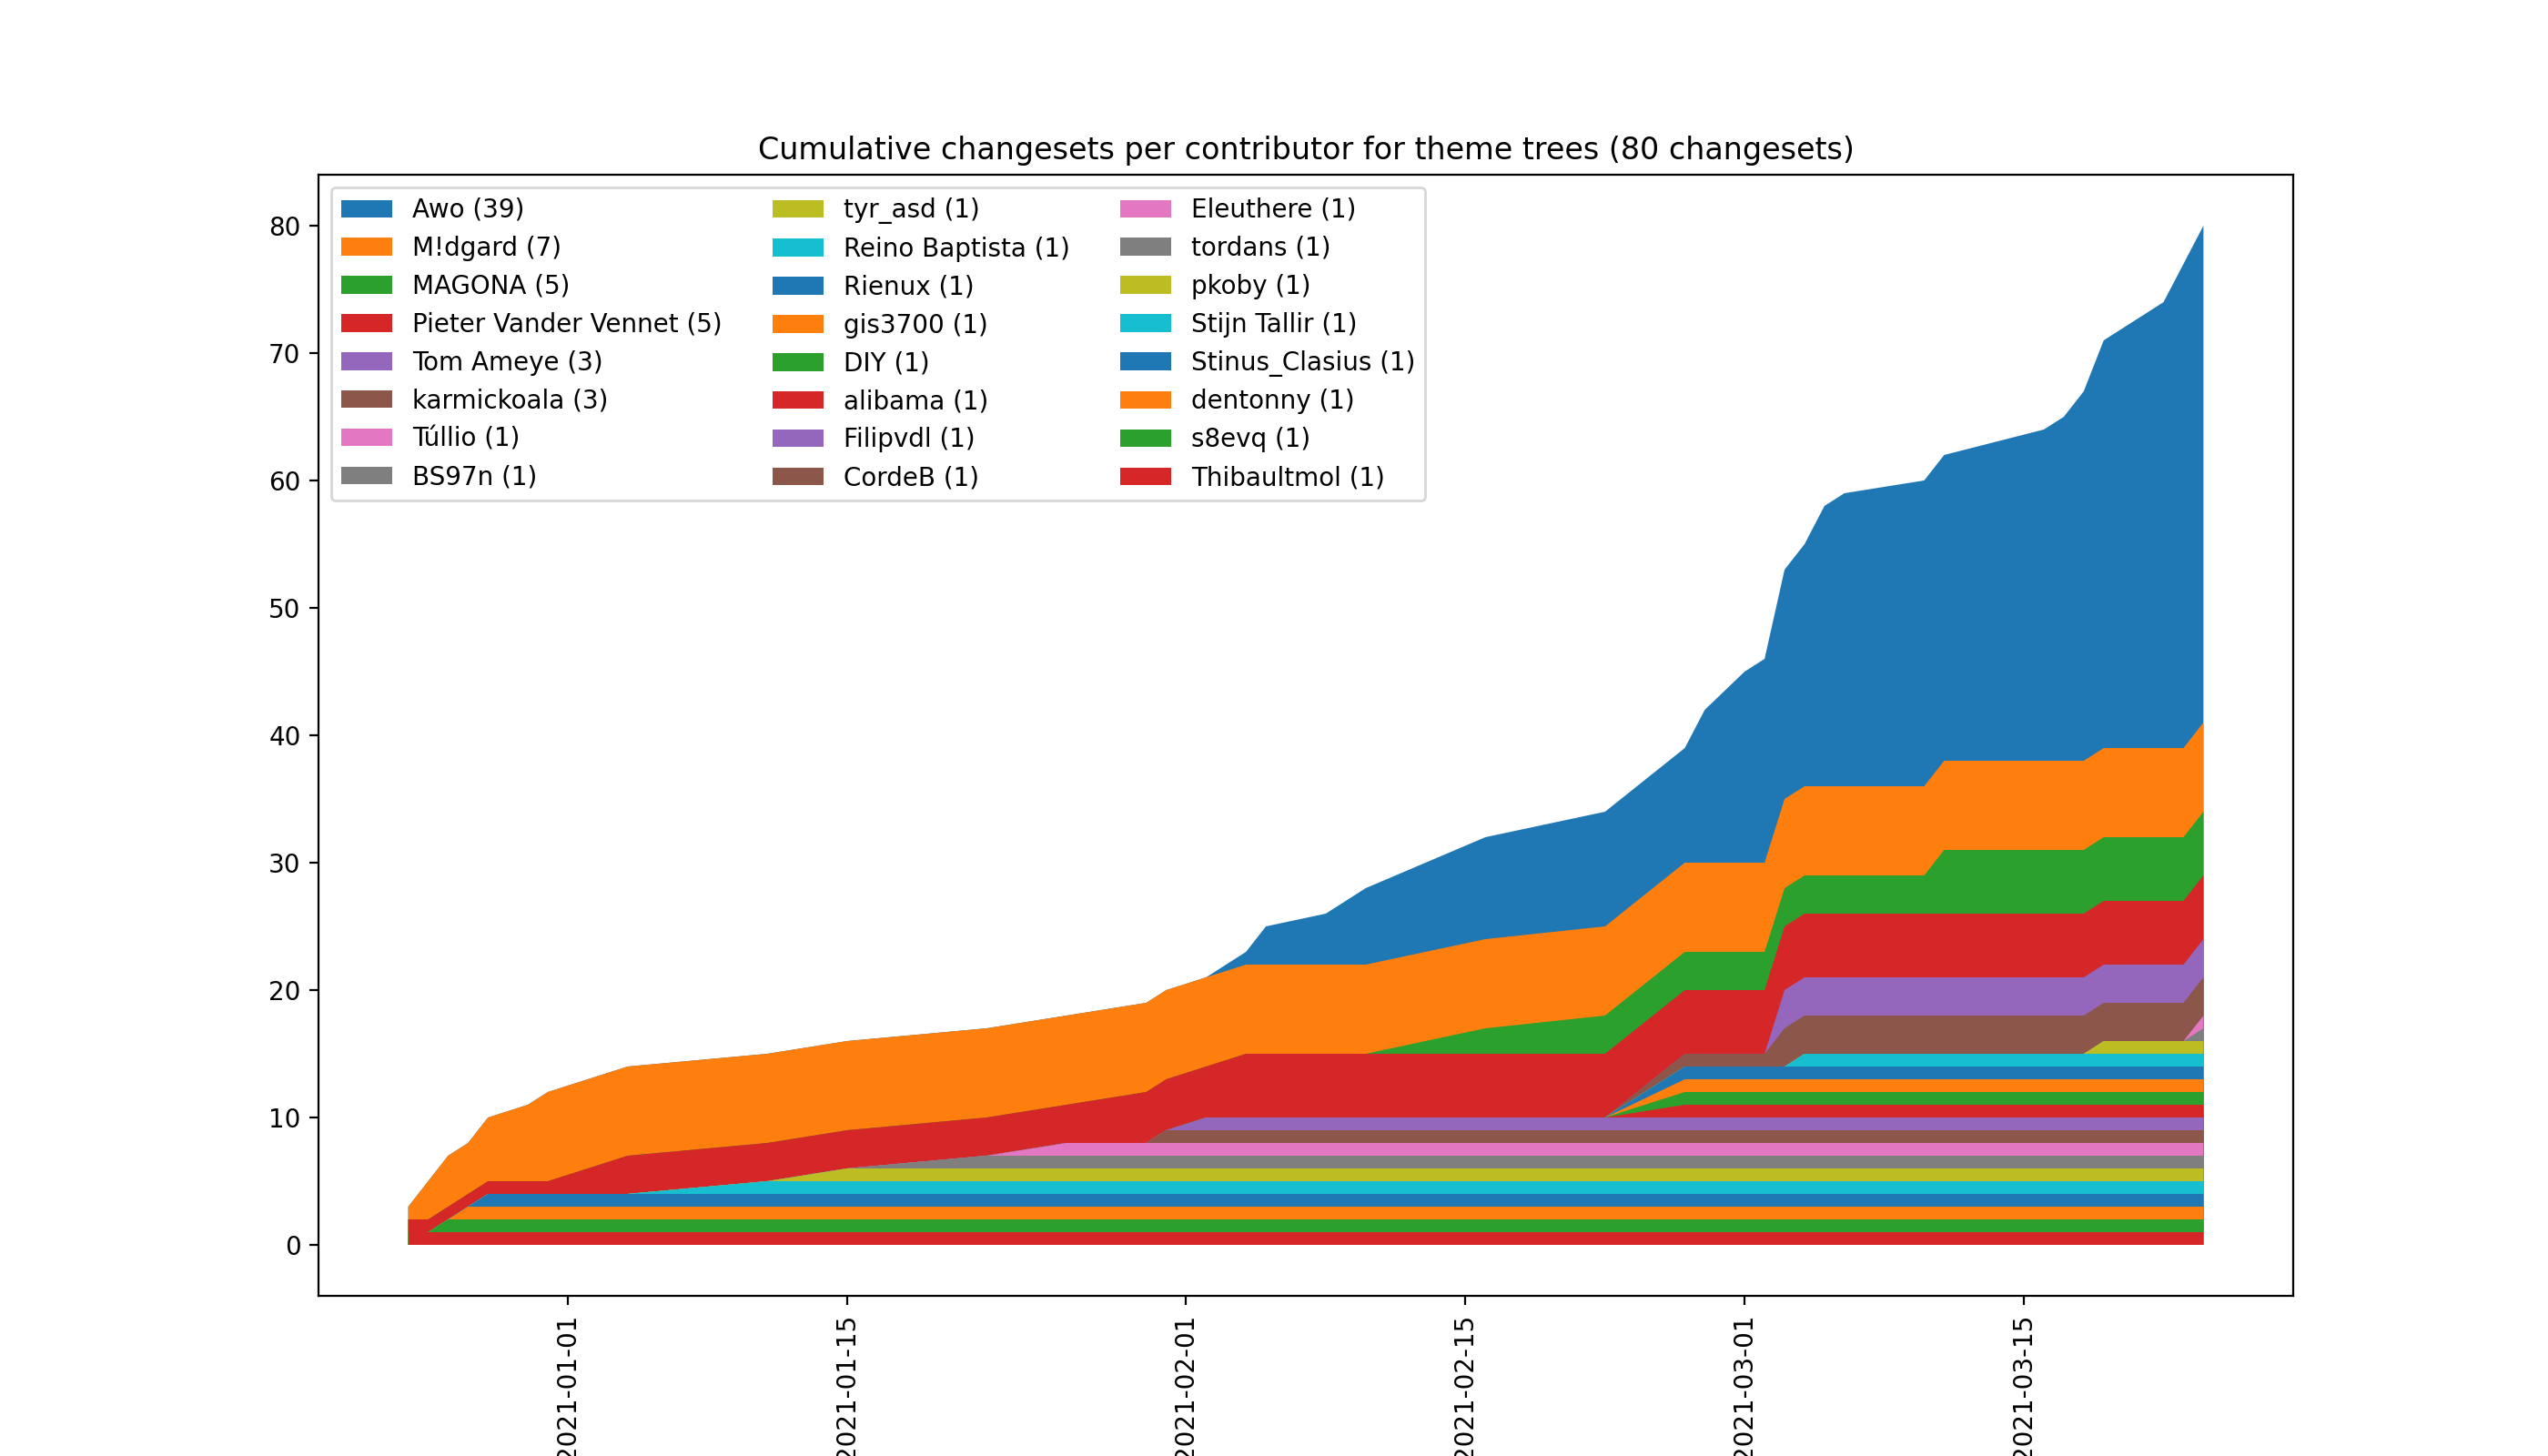 Cumulative changesets per contributor for theme trees (80 changesets)
Awo (39)
M!dgard (7)
MAGONA (5)
Pieter Vander Vennet (5)
Tom Ameye (3)
karmickoala (3)
Túllio (1)
BS97n (1)
tyr_asd (1)
Reino Baptista (1)
Rienux (1)
gis3700 (1)
DIY (1)
alibama (1)
Filipvdl (1)
CordeB (1)
Eleuthere (1)
tordans (1)
pkoby (1)
Stijn Tallir (1)
Stinus_Clasius (1)
dentonny (1)
s8evq (1)
Thibaultmol (1)
80
70
60
50
40
30
20
10
0
2021-01-01
2021-01-15
2021-02-01
2021-02-15
2021-03-01
2021-03-15